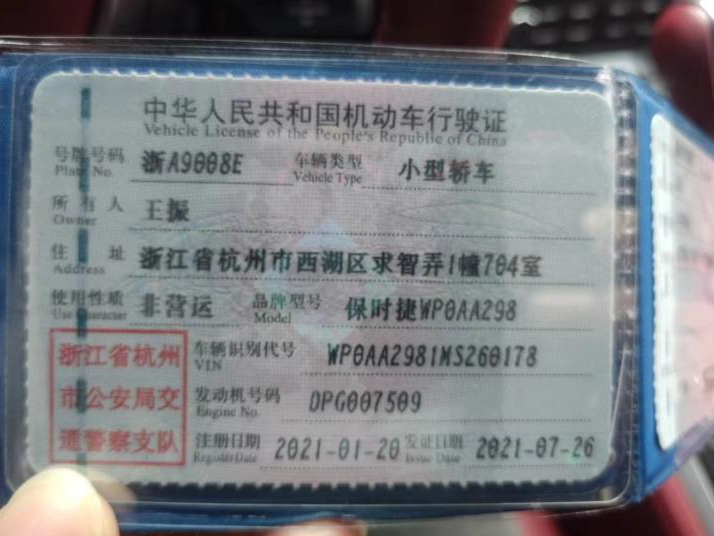 中华人民共和国机动车行驶证
Vehicle License of the People's Republic of China
号牌号码 浙A9008E 车辆类型 小型轿车
Plate No. Vehicle Type
所有人 王振
Owner
住址 浙江省杭州市西湖区求智弄1幢704室
Address
使用性质 非营运 品牌型号 保时捷WP0AA298
Use Character Model
浙江省杭州
市公安局交
通警察支队
车辆识别代号 WP0AA2981MS260178
VIN
发动机号码 DPG007509
Engine No.
注册日期 2021-01-20 发证日期 2021-07-26
Register Date Issue Date